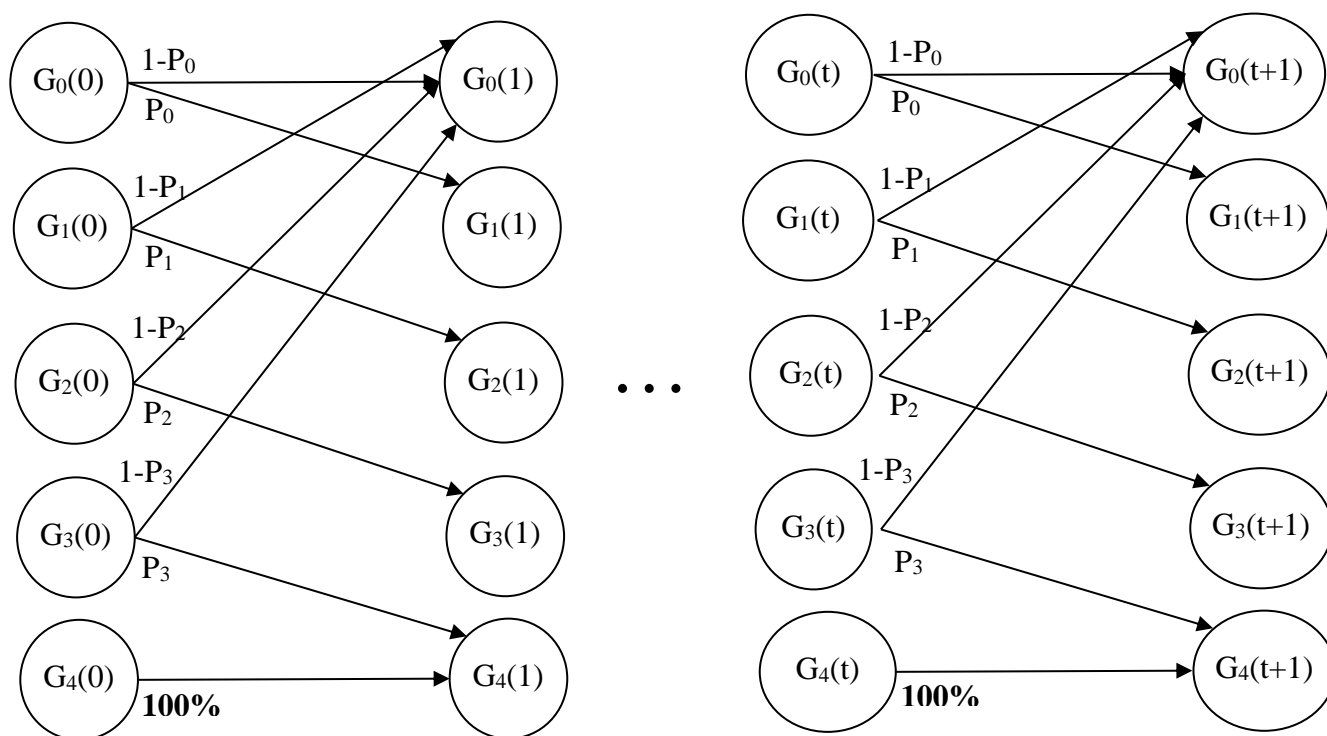 G₀(0) 1-P₀ G₀(1) G₀(t) 1-P₀ G₀(t+1)
P₀ P₀
G₁(0) 1-P₁ G₁(1) G₁(t) 1-P₁ G₁(t+1)
P₁ P₁
G₂(0) 1-P₂ G₂(1) . . . G₂(t) 1-P₂ G₂(t+1)
P₂ P₂
G₃(0) 1-P₃ G₃(1) G₃(t) 1-P₃ G₃(t+1)
P₃ P₃
G₄(0) G₄(1) G₄(t) G₄(t+1)
100% 100%